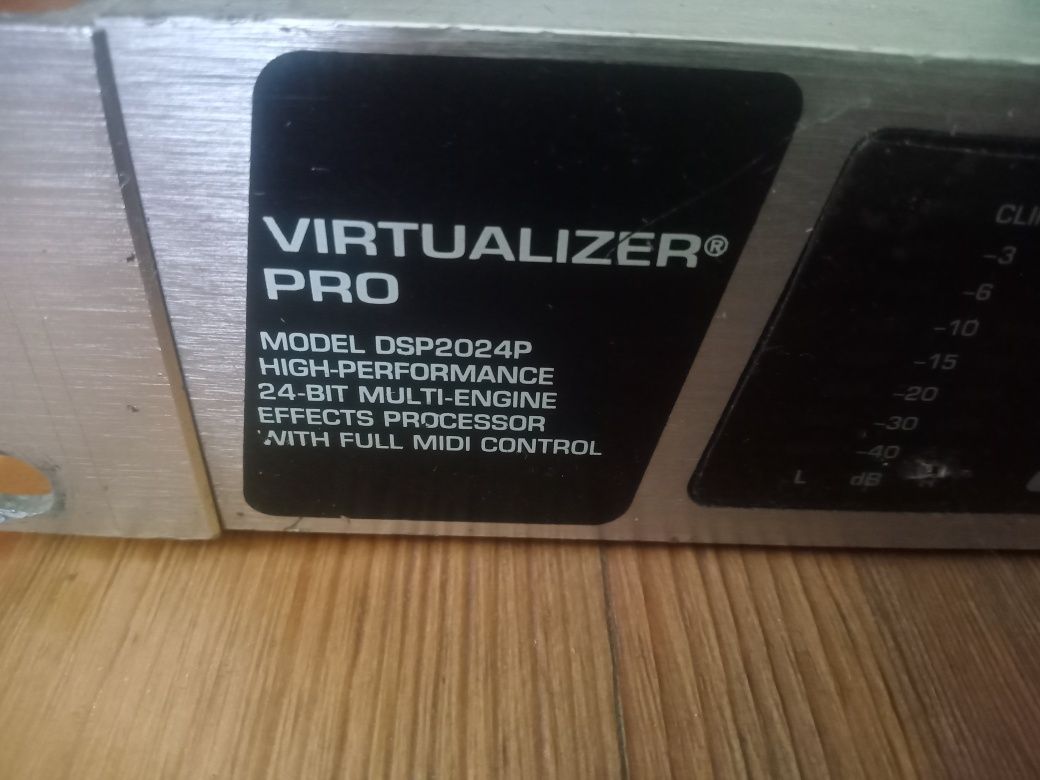 VIRTUALIZER®
PRO
MODEL DSP2024P
HIGH-PERFORMANCE
24-BIT MULTI-ENGINE
EFFECTS PROCESSOR
WITH FULL MIDI CONTROL
-3
-6
-10
-15
-20
-30
-40
L dB